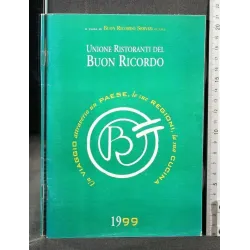 a cura di BUON RICORDO SERVIZI
UNIONE RISTORANTI DEL
BUON RICORDO
Un VIAGGIO attraverso un PAESE, le sue REGIONI, la sua CUCINA
BR
1999